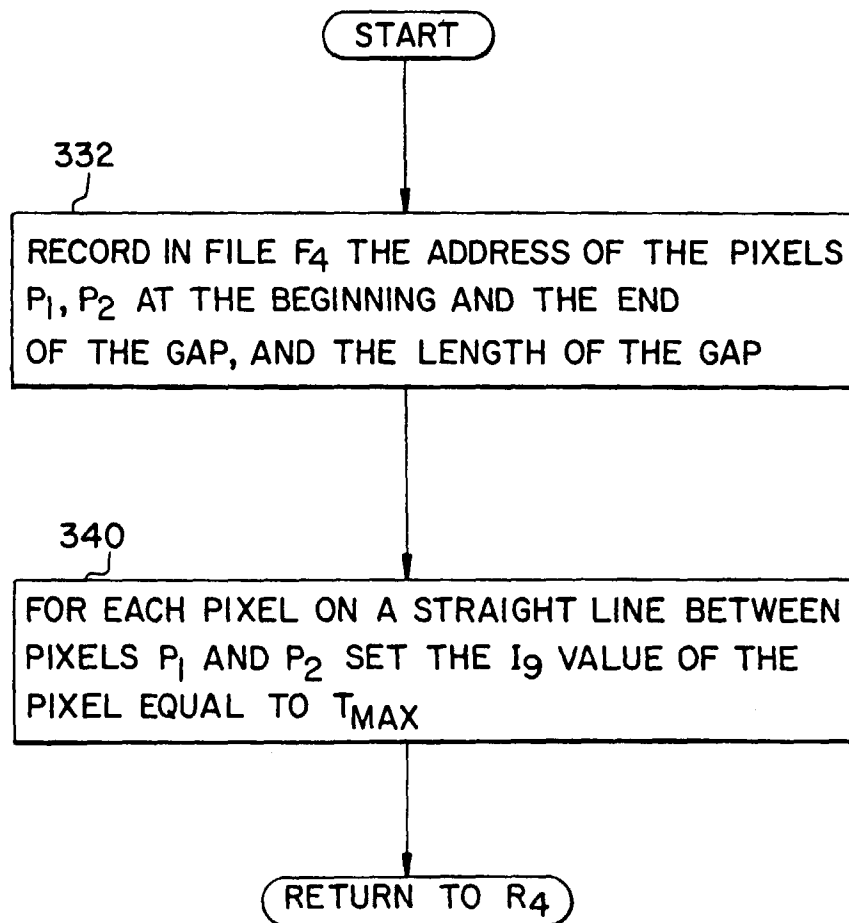 START
332
RECORD IN FILE F4 THE ADDRESS OF THE PIXELS
P1, P2 AT THE BEGINNING AND THE END
OF THE GAP, AND THE LENGTH OF THE GAP
340
FOR EACH PIXEL ON A STRAIGHT LINE BETWEEN
PIXELS P1 AND P2 SET THE I9 VALUE OF THE
PIXEL EQUAL TO TMAX
RETURN TO R4